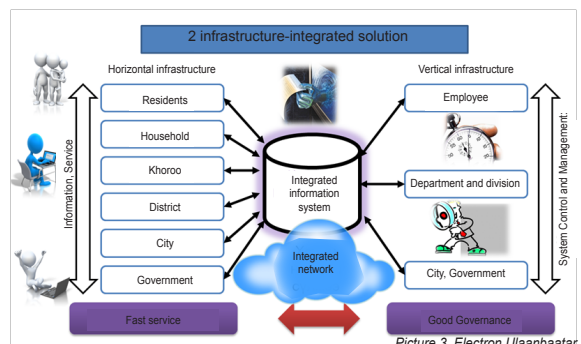 2 infrastructure-integrated solution
Horizontal infrastructure
Vertical infrastructure
Residents
Household
Khoroo
District
City
Government
Information, Service
Integrated
information
system
Integrated
network
Employee
Department and division
City, Government
System Control and Management:
Fast service
Good Governance
Picture 3. Electron Ulaanbaatar